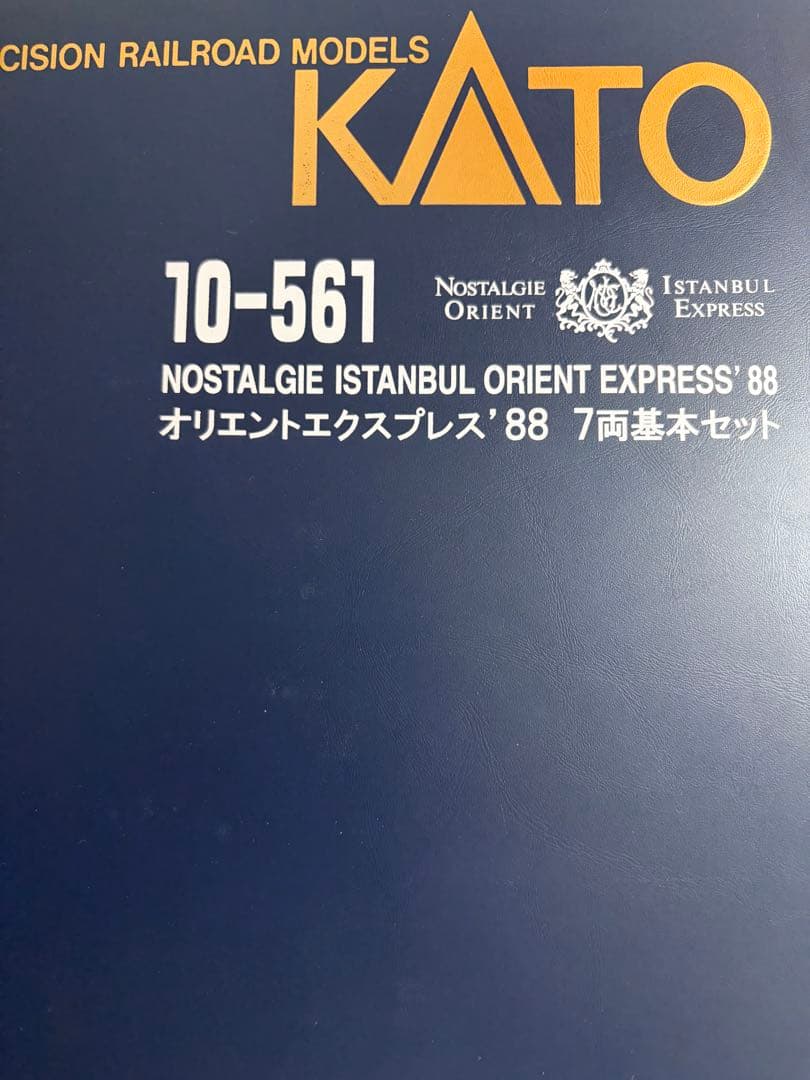 CISION RAILROAD MODELS
KATO
10-561
NOSTALGIE ISTANBUL
ORIENT EXPRESS
NOSTALGIE ISTANBUL ORIENT EXPRESS’88
オリエントエクスプレス’88 7両基本セット